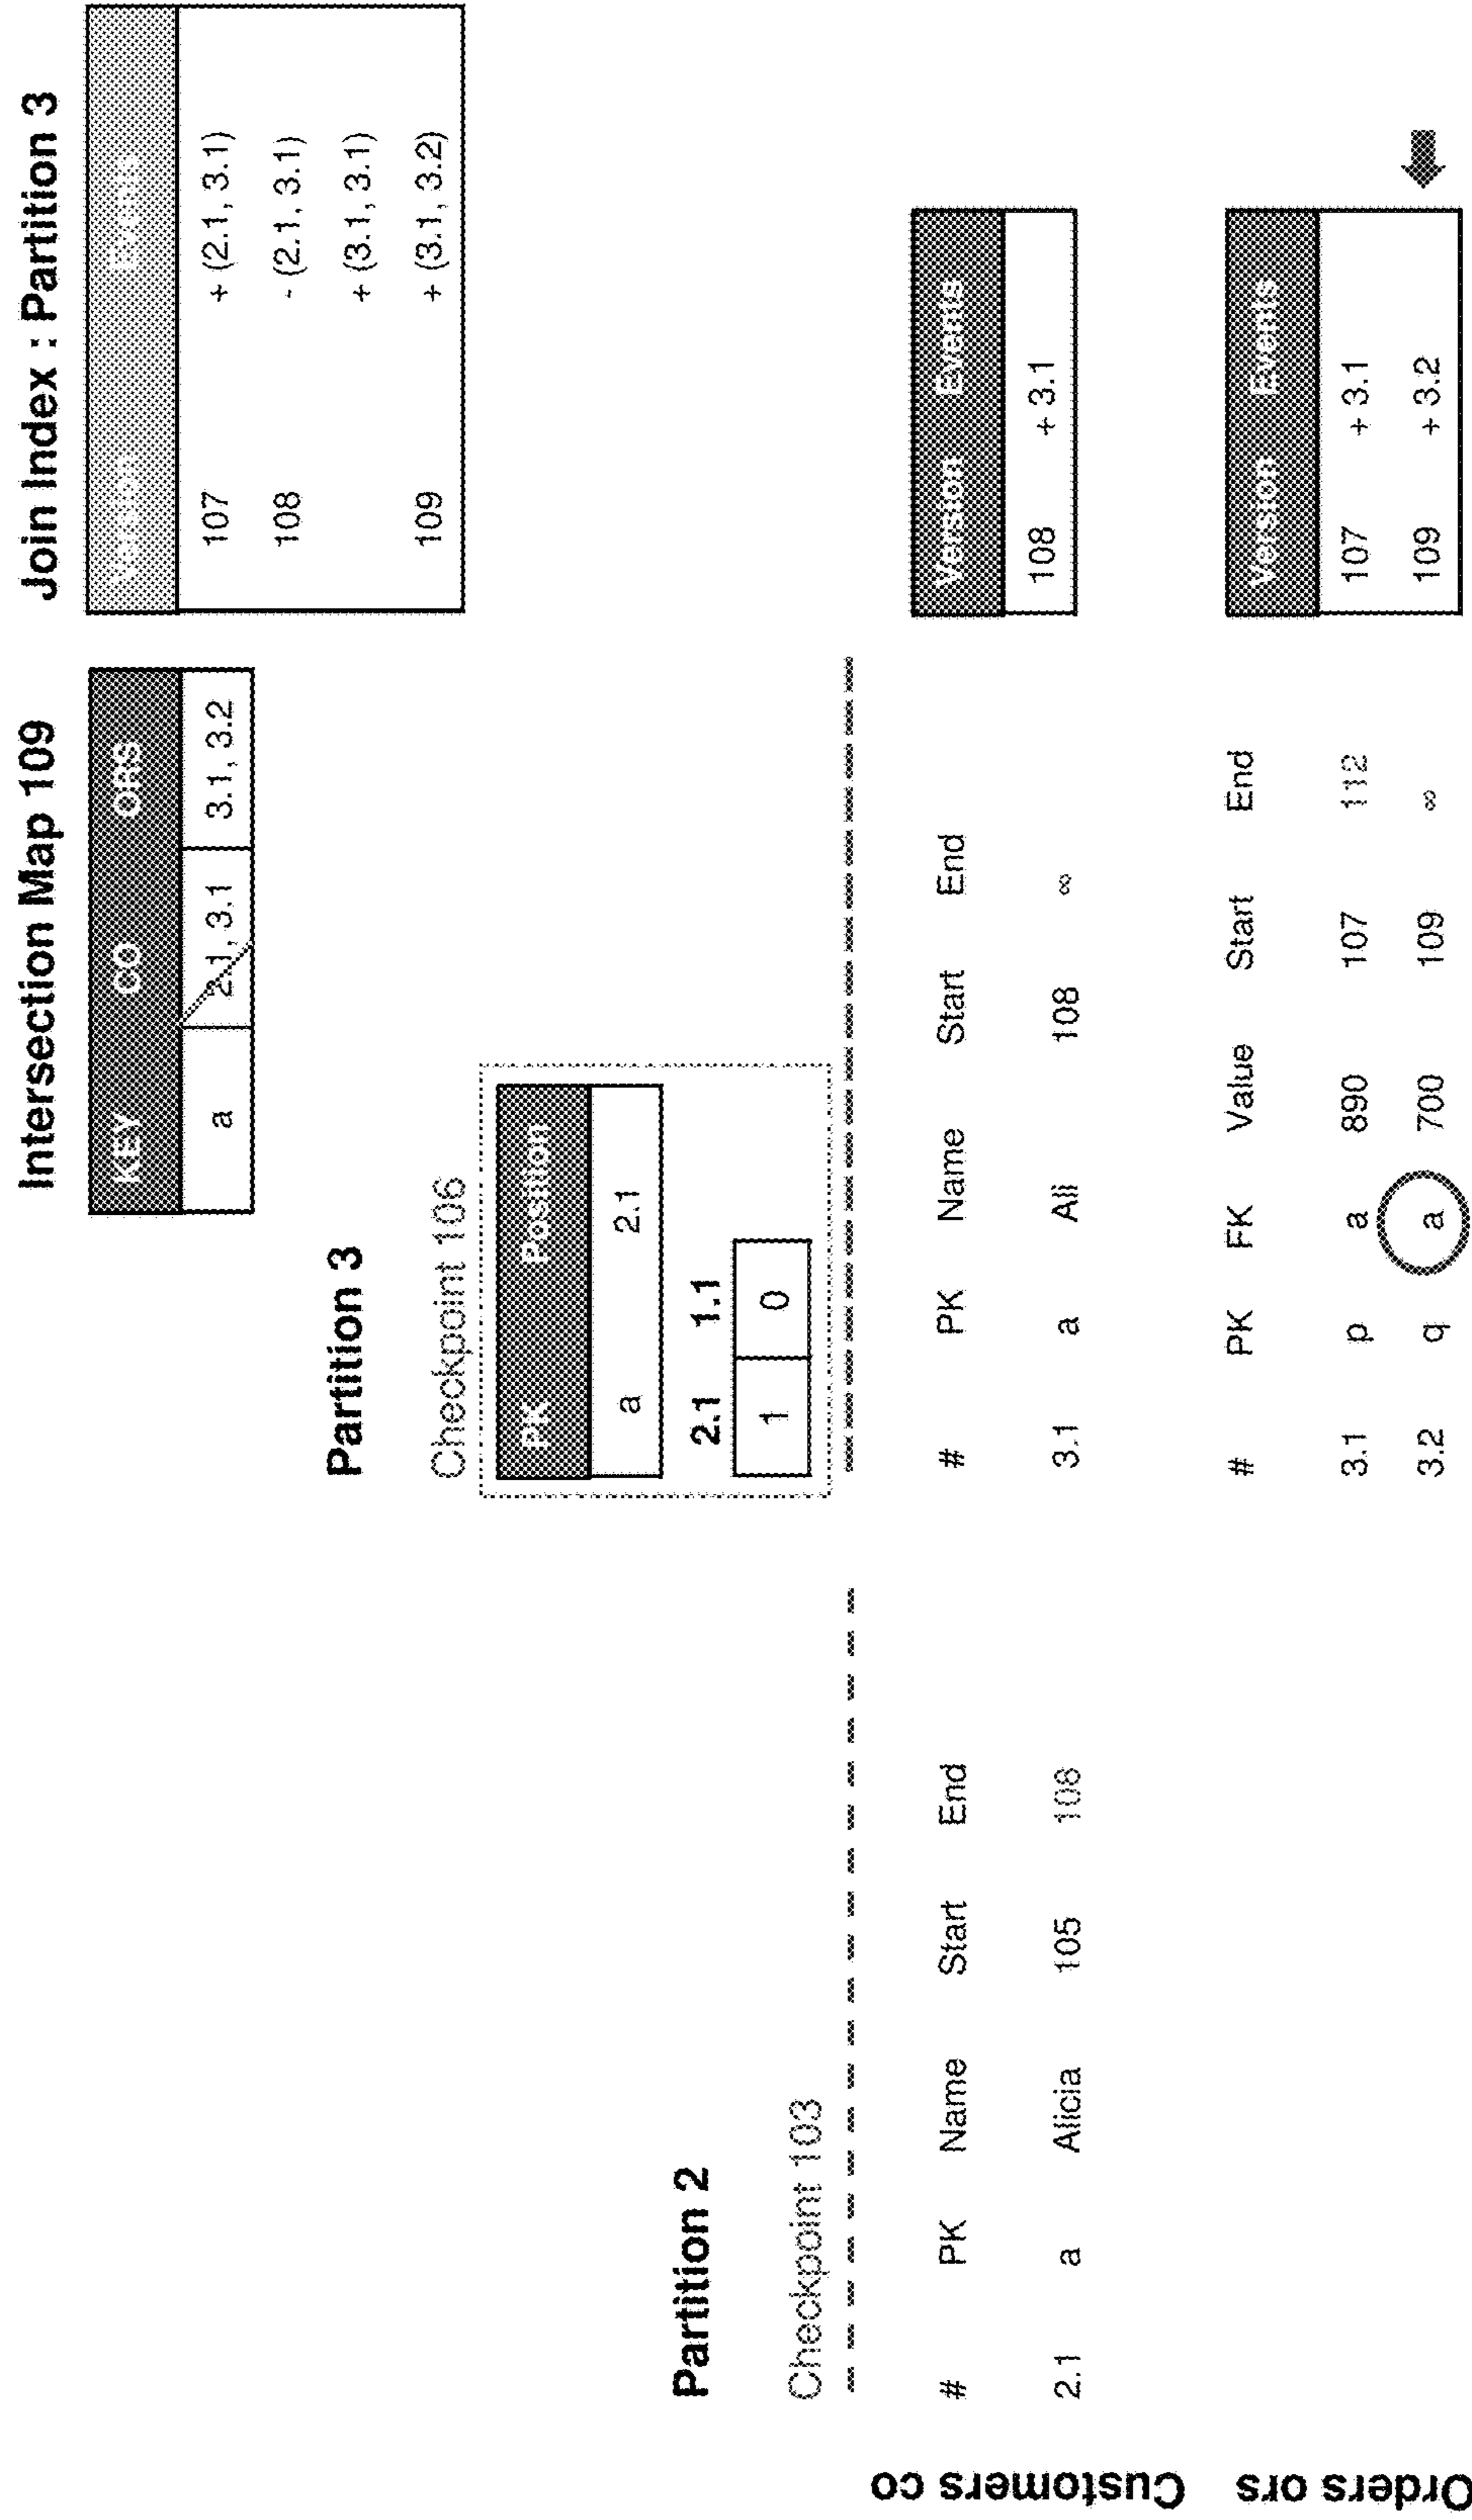 Intersection Map 109
KEY CO ORS
a 2.1, 3.1 3.1, 3.2
Join Index : Partition 3
Version Events
107 + (2.1, 3.1)
108 - (2.1, 3.1)
+ (3.1, 3.1)
109 + (3.1, 3.2)
Partition 3
Checkpoint 106
PK Position
a 2.1
2.1 1.1
1 0
Partition 2
Checkpoint 103
Customers co
# PK Name Start End
2.1 a Alicia 105 108
# PK Name Start End
3.1 a Ali 108 ∞
Version Events
108 + 3.1
Orders ors
# PK FK Value Start End
3.1 p a 890 107 112
3.2 q a 700 109 ∞
Version Events
107 + 3.1
109 + 3.2